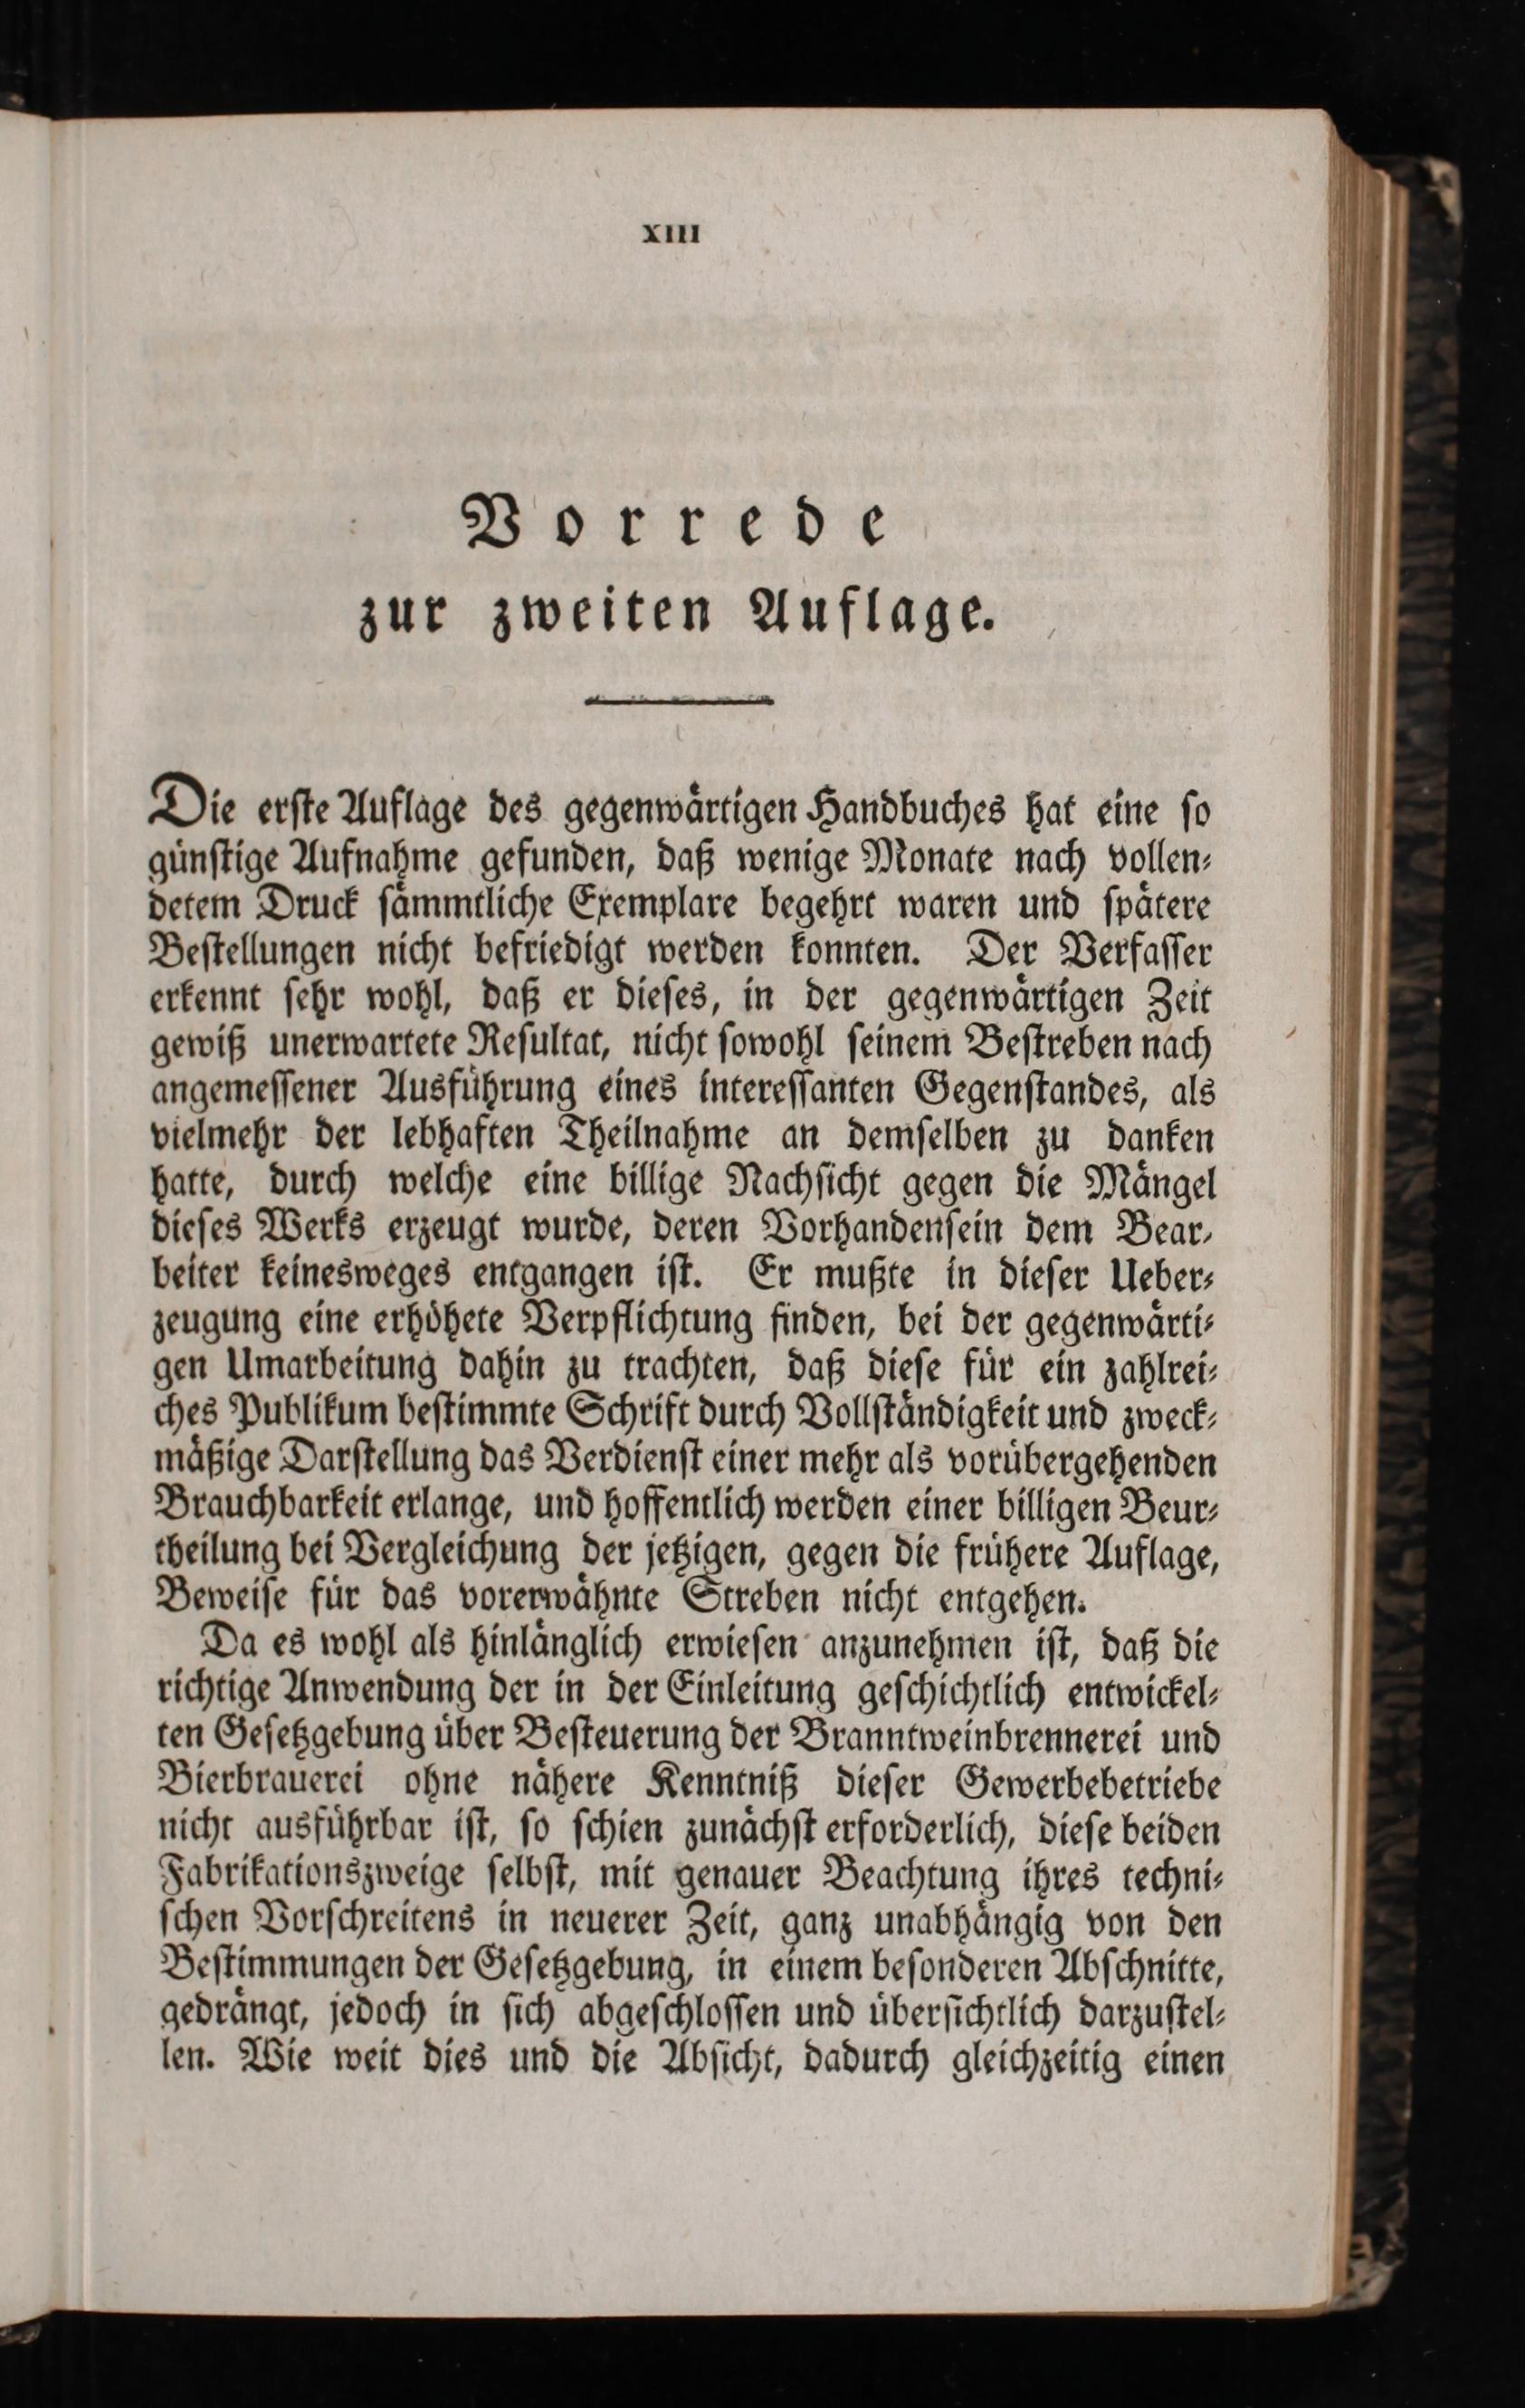 XIII
Vorrede
zur zweiten Auflage.
Die erste Auflage des gegenwärtigen Handbuches hat eine so
günstige Aufnahme gefunden, daß wenige Monate nach vollen-
detem Druck sämmtliche Exemplare begehrt waren und spätere
Bestellungen nicht befriedigt werden konnten. Der Verfasser
erkennt sehr wohl, daß er dieses, in der gegenwärtigen Zeit
gewiß unerwartete Resultat, nicht sowohl seinem Bestreben nach
angemessener Ausführung eines interessanten Gegenstandes, als
vielmehr der lebhaften Theilnahme an demselben zu danken
hatte, durch welche eine billige Nachsicht gegen die Mängel
dieses Werks erzeugt wurde, deren Vorhandensein dem Bear-
beiter keinesweges entgangen ist. Er mußte in dieser Ueber-
zeugung eine erhöhete Verpflichtung finden, bei der gegenwärti-
gen Umarbeitung dahin zu trachten, daß diese für ein zahlrei-
ches Publikum bestimmte Schrift durch Vollständigkeit und zweck-
mäßige Darstellung das Verdienst einer mehr als vorübergehenden
Brauchbarkeit erlange, und hoffentlich werden einer billigen Beur-
theilung bei Vergleichung der jetzigen, gegen die frühere Auflage,
Beweise für das vorerwähnte Streben nicht entgehen.
Da es wohl als hinlänglich erwiesen anzunehmen ist, daß die
richtige Anwendung der in der Einleitung geschichtlich entwickel-
ten Gesetzgebung über Besteuerung der Branntweinbrennerei und
Bierbrauerei ohne nähere Kenntniß dieser Gewerbebetriebe
nicht ausführbar ist, so schien zunächst erforderlich, diese beiden
Fabrikationszweige selbst, mit genauer Beachtung ihres techni-
schen Vorschreitens in neuerer Zeit, ganz unabhängig von den
Bestimmungen der Gesetzgebung, in einem besonderen Abschnitte,
gedrängt, jedoch in sich abgeschlossen und übersichtlich darzustel-
len. Wie weit dies und die Absicht, dadurch gleichzeitig einen